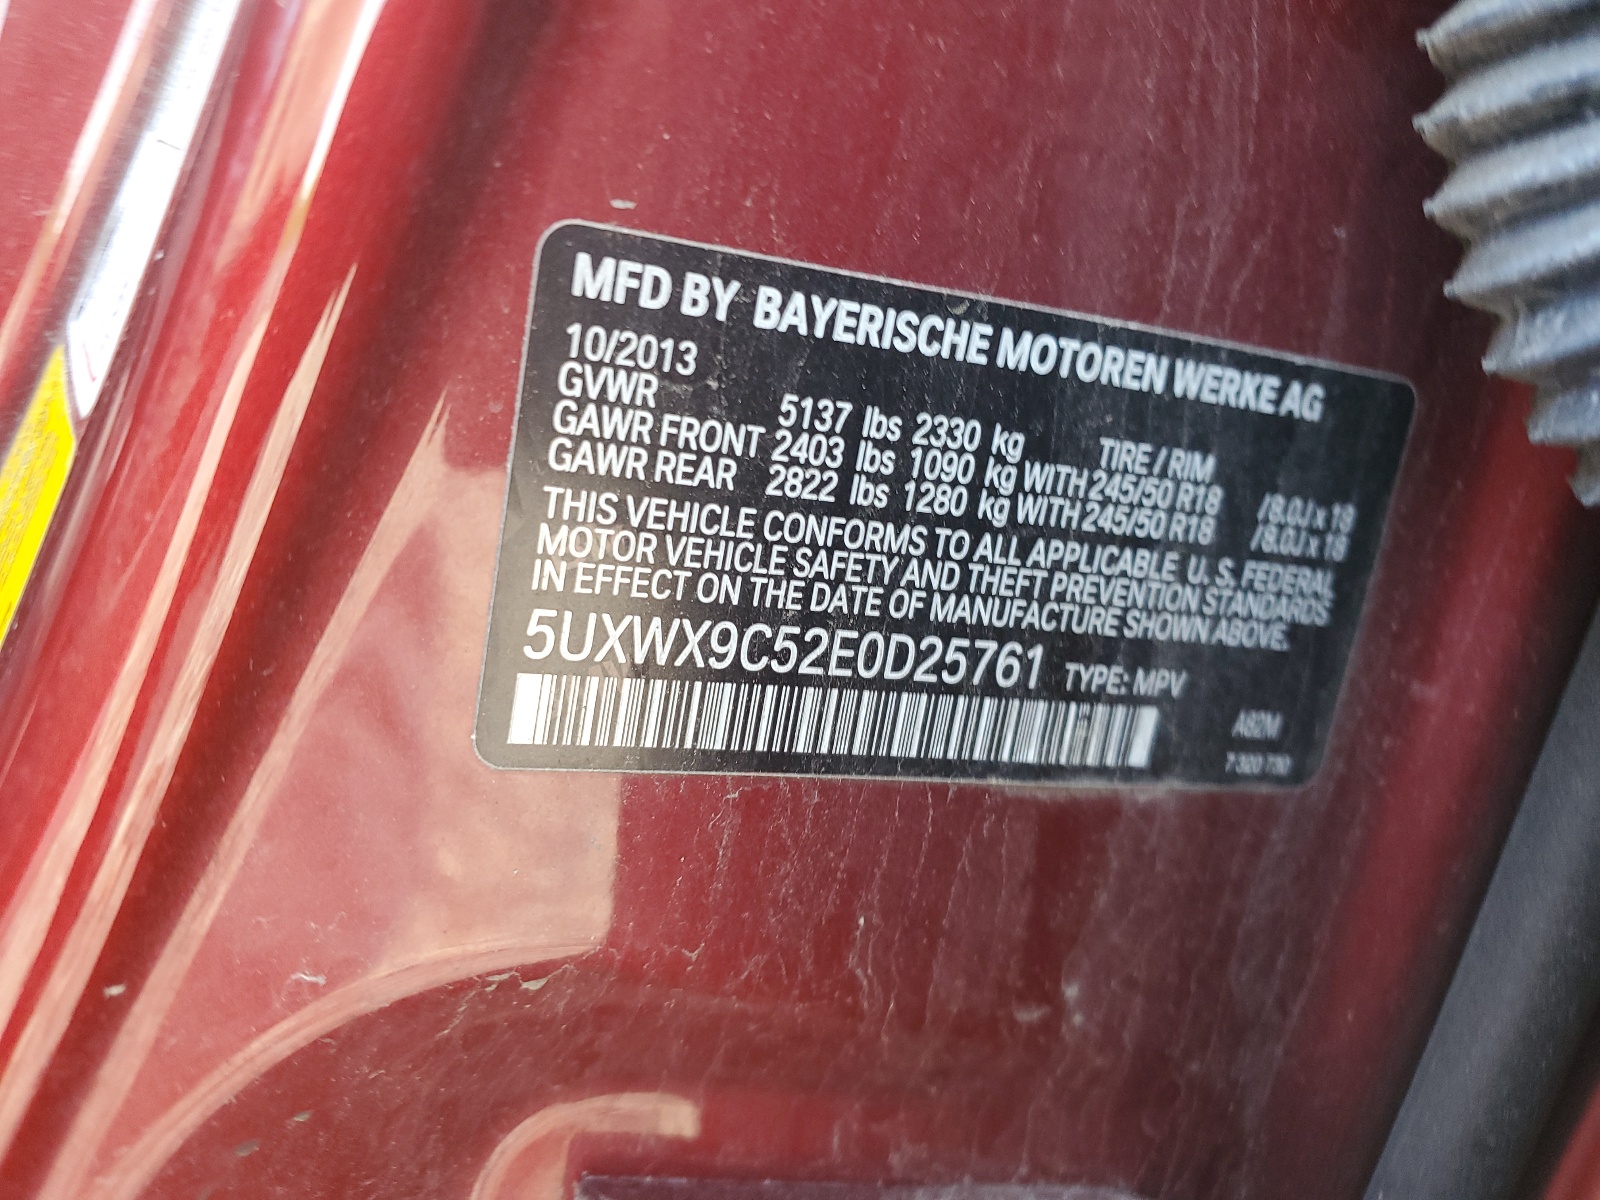 MFD BY BAYERISCHE MOTOREN WERKE AG
10/2013
GVWR 5137 lbs 2330 kg TIRE / RIM
GAWR FRONT 2403 lbs 1090 kg WITH 245/50 R18 /8.0J x 18
GAWR REAR 2822 lbs 1280 kg WITH 245/50 R18 /8.0J x 18
THIS VEHICLE CONFORMS TO ALL APPLICABLE U. S. FEDERAL
MOTOR VEHICLE SAFETY AND THEFT PREVENTION STANDARDS
IN EFFECT ON THE DATE OF MANUFACTURE SHOWN ABOVE.
5UXWX9C52E0D25761 TYPE: MPV
A82M
7 320 730